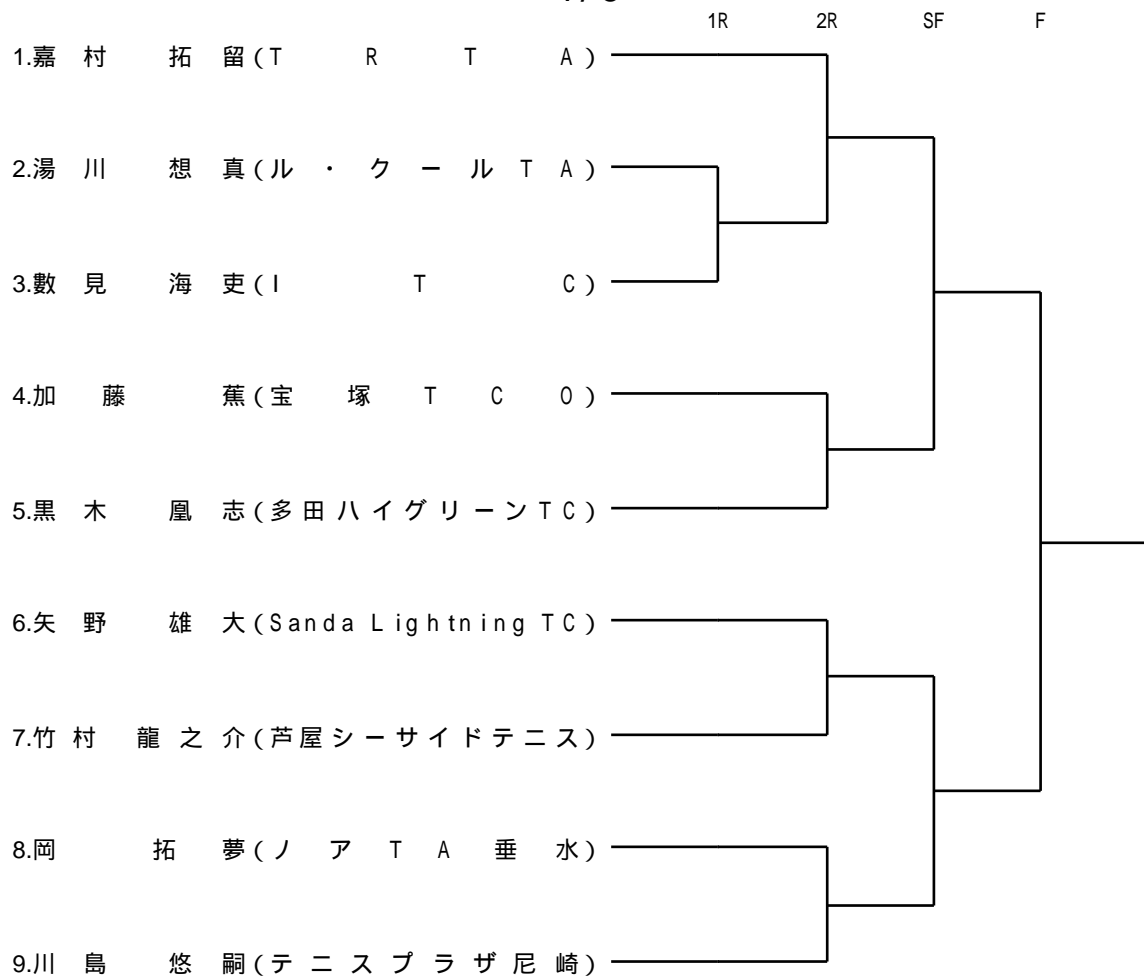 1R 2R SF F
1.嘉村 拓留(TRTA)
2.湯川 想真(ル・クールTA)
3.數見 海吏(ITC)
4.加藤 蕉(宝塚TCO)
5.黒木 凰志(多田ハイグリーンTC)
6.矢野 雄大(Sanda Lightning TC)
7.竹村 龍之介(芦屋シーサイドテニス)
8.岡 拓夢(ノアTA垂水)
9.川島 悠嗣(テニスプラザ尼崎)